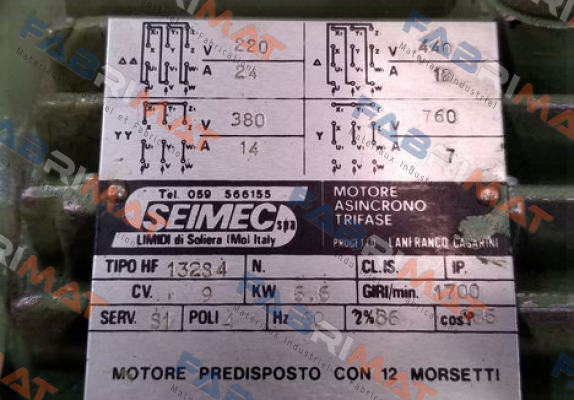 ΔΔ V 220 Δ V 440
A 24 A
YY V 380 Y V 760
A 14 A 7
Tel. 059 566155
SEIMEC spa
LIMIDI di Soliera (Mo) Italy
MOTORE
ASINCRONO
TRIFASE
PROGETTO LANFRANCO CASARINI
TIPO HF 132S4 N. CL.IS. IP.
CV. 9 KW 6,6 GIRI/min. 1700
SERV. S1 POLI 4 Hz cos
MOTORE PREDISPOSTO CON 12 MORSETTI
FABRIMAT